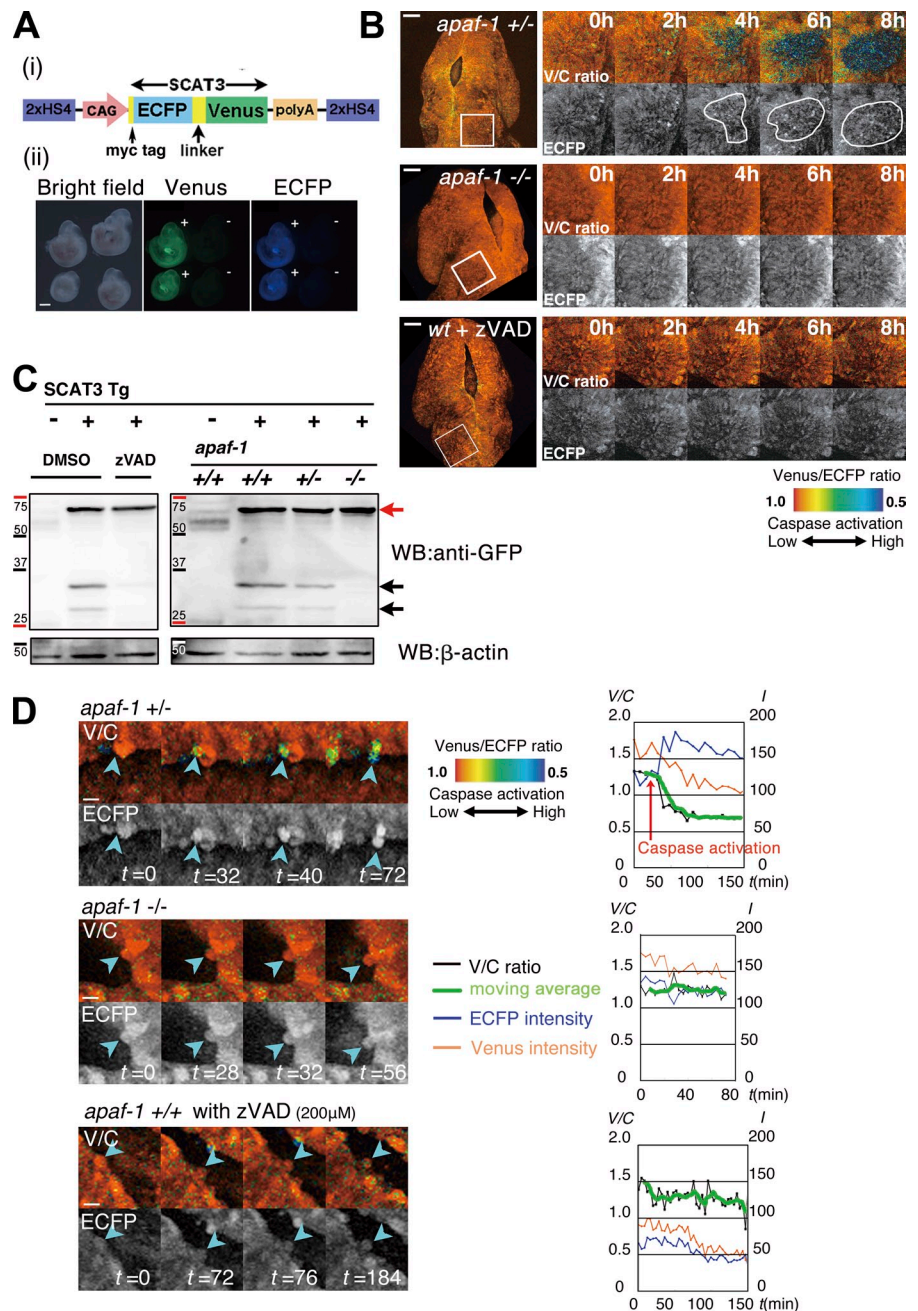 A
(i)
SCAT3
2xHS4 CAG ECFP Venus polyA 2xHS4
myc tag linker
(ii)
Bright field Venus ECFP
+ - + -
+ - + -
B
apaf-1 +/-
0h 2h 4h 6h 8h
V/C ratio
ECFP
apaf-1 -/-
0h 2h 4h 6h 8h
V/C ratio
ECFP
wt + zVAD
0h 2h 4h 6h 8h
V/C ratio
ECFP
Venus/ECFP ratio
1.0 0.5
Caspase activation
Low High
C
SCAT3 Tg
- + + - + + +
apaf-1
DMSO zVAD
+/+ +/+ +/- -/-
75 75
50 50
37 37
25 25
WB:anti-GFP
50 50
WB:β-actin
D
apaf-1 +/-
V/C
ECFP
t=0 t=32 t=40 t=72
Venus/ECFP ratio
1.0 0.5
Caspase activation
Low High
V/C I
2.0 200
1.5 150
1.0 100
0.5 50
Caspase activation
0 0
0 50 100 150 t(min)
apaf-1 -/-
V/C
ECFP
t=0 t=28 t=32 t=56
V/C ratio
moving average
ECFP intensity
Venus intensity
V/C I
2.0 200
1.5 150
1.0 100
0.5 50
0 0
0 40 80 t(min)
apaf-1 +/+ with zVAD (200μM)
V/C
ECFP
t=0 t=72 t=76 t=184
V/C I
2.0 200
1.5 150
1.0 100
0.5 50
0 0
0 50 100 150 t(min)